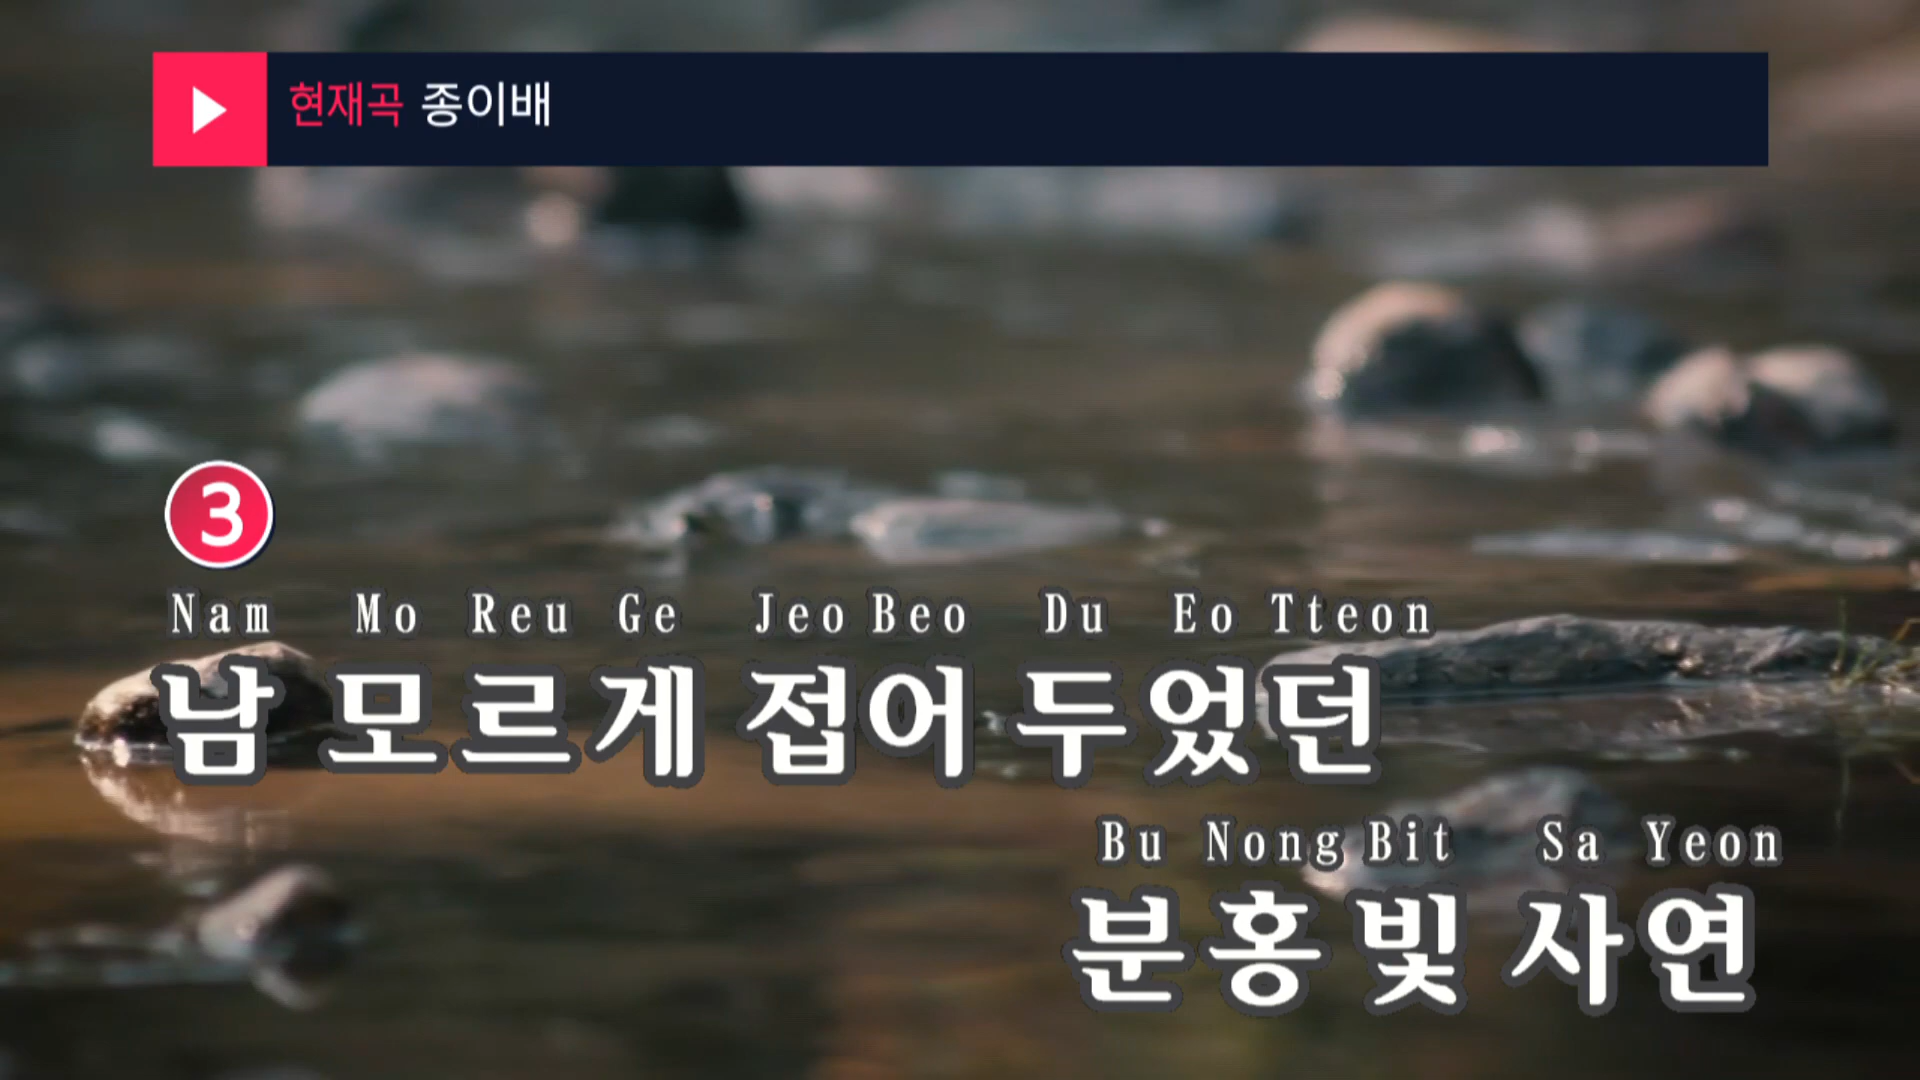 현재곡 종이배
3
Nam Mo Reu Ge Jeo Beo Du Eo Tteon
남 모르게 접어 두었던
Bu Nong Bit Sa Yeon
분홍빛 사연